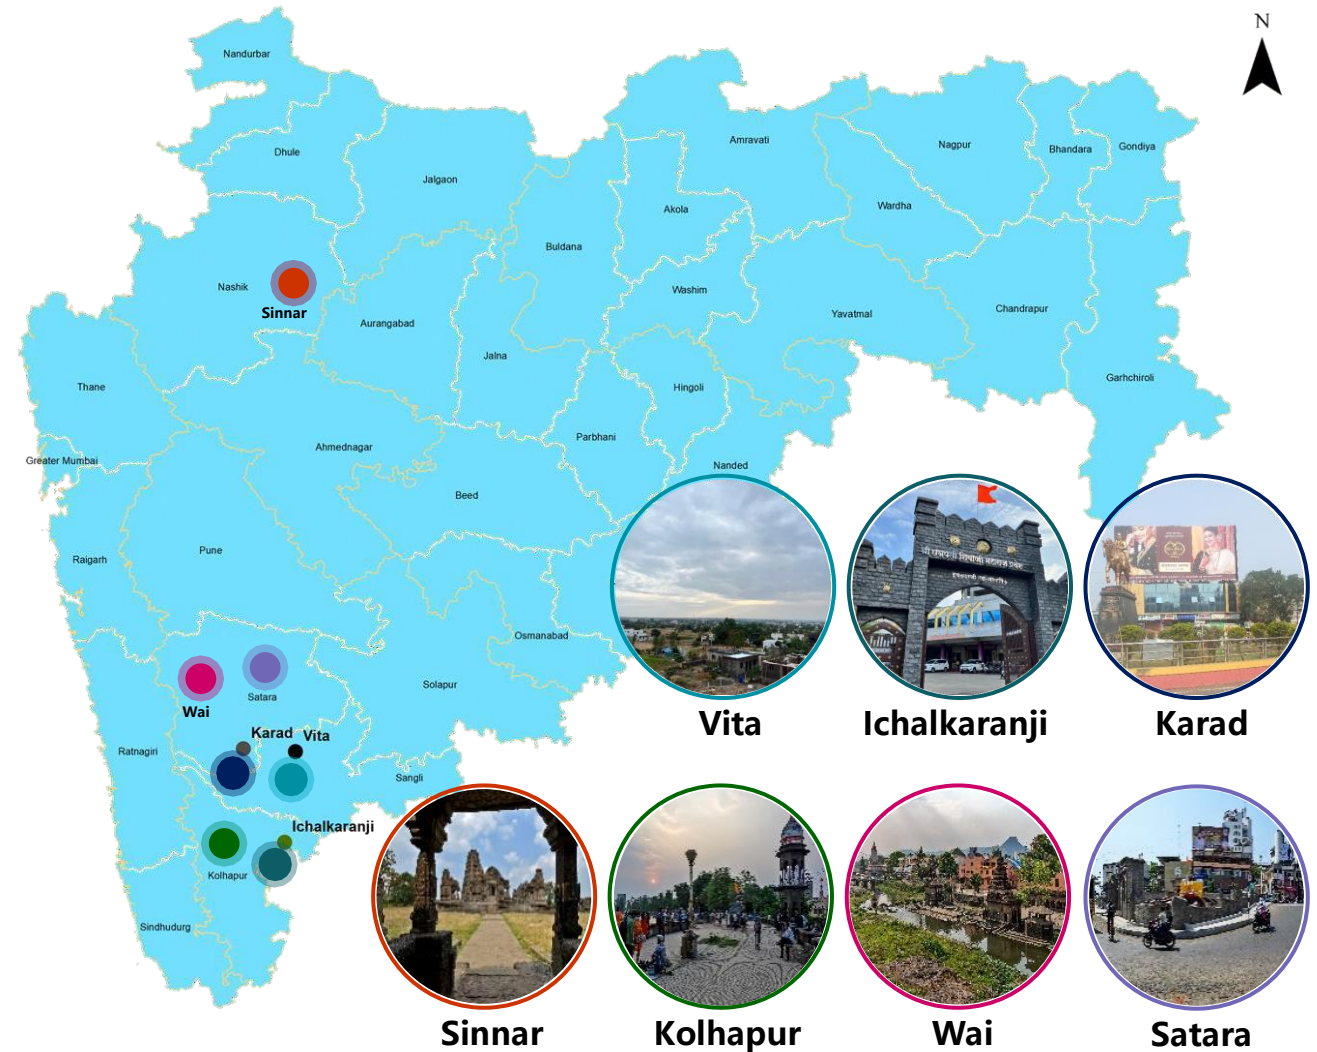 N
Nandurbar
Dhule
Jalgaon
Amravati
Nagpur
Bhandara
Gondiya
Akola
Wardha
Buldana
Nashik
Sinnar
Washim
Aurangabad
Yavatmal
Chandrapur
Jalna
Thane
Hingoli
Garhchiroli
Ahmednagar
Parbhani
Greater Mumbai
Nanded
Beed
Pune
Raigarh
Osmanabad
Satara
Solapur
Wai
Karad
Vita
Ratnagiri
Sangli
Ichalkaranji
Kolhapur
Sindhudurg
Vita
Ichalkaranji
Karad
Sinnar
Kolhapur
Wai
Satara